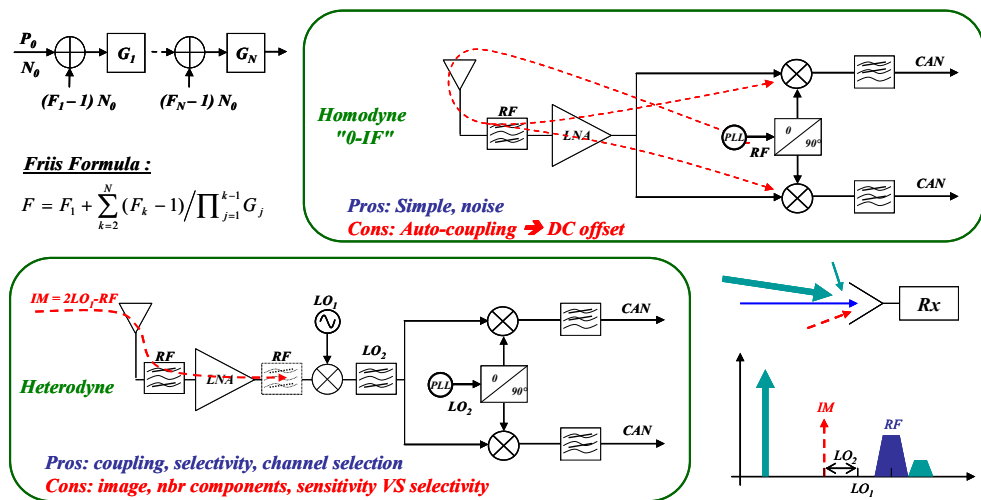 P0
N0
G1
GN
(F1 – 1) N0
(FN – 1) N0
Friis Formula :
F = F1 + ∑ k=2 N (Fk − 1) / ∏ j=1 k−1 Gj
Homodyne
"0-IF"
RF
LNA
PLL
RF
0
90°
CAN
CAN
Pros: Simple, noise
Cons: Auto-coupling ➔ DC offset
IM = 2LO1-RF
Heterodyne
RF
LNA
RF
LO1
LO2
PLL
LO2
0
90°
CAN
CAN
Pros: coupling, selectivity, channel selection
Cons: image, nbr components, sensitivity VS selectivity
Rx
IM
RF
LO2
LO1